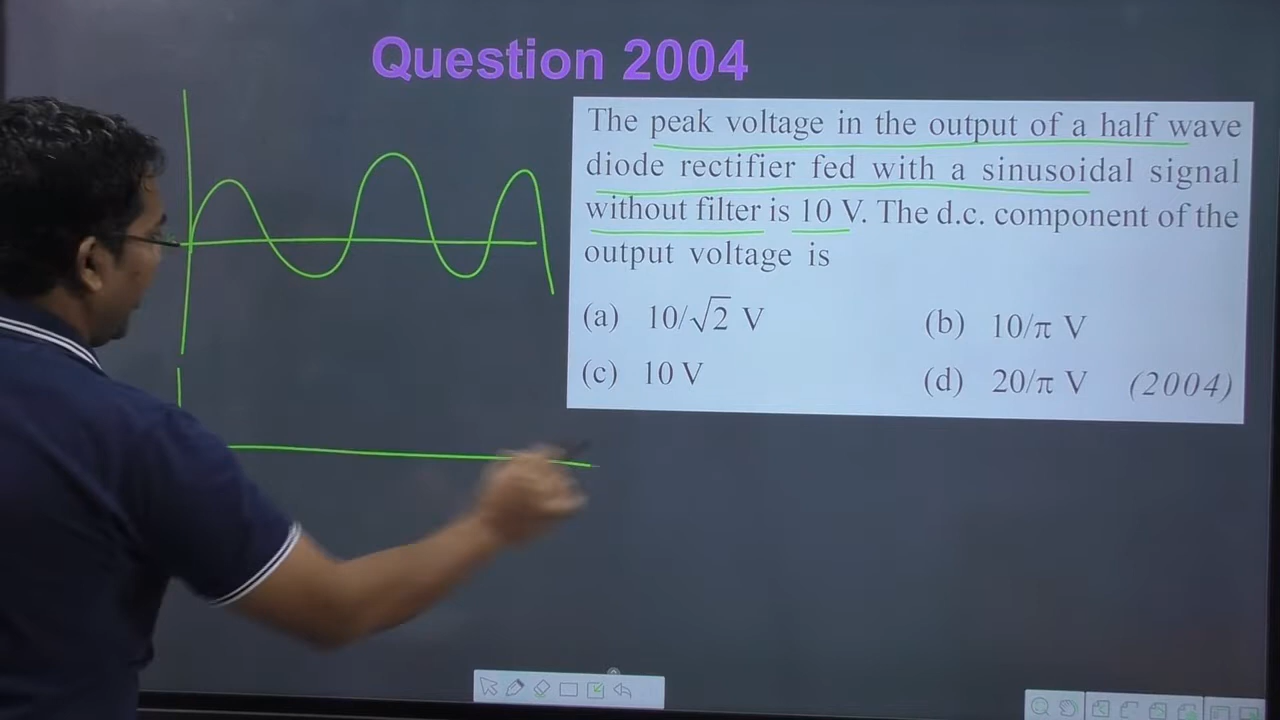 Question 2004
The peak voltage in the output of a half wave
diode rectifier fed with a sinusoidal signal
without filter is 10 V. The d.c. component of the
output voltage is
(a) 10/√2 V (b) 10/π V
(c) 10 V (d) 20/π V (2004)